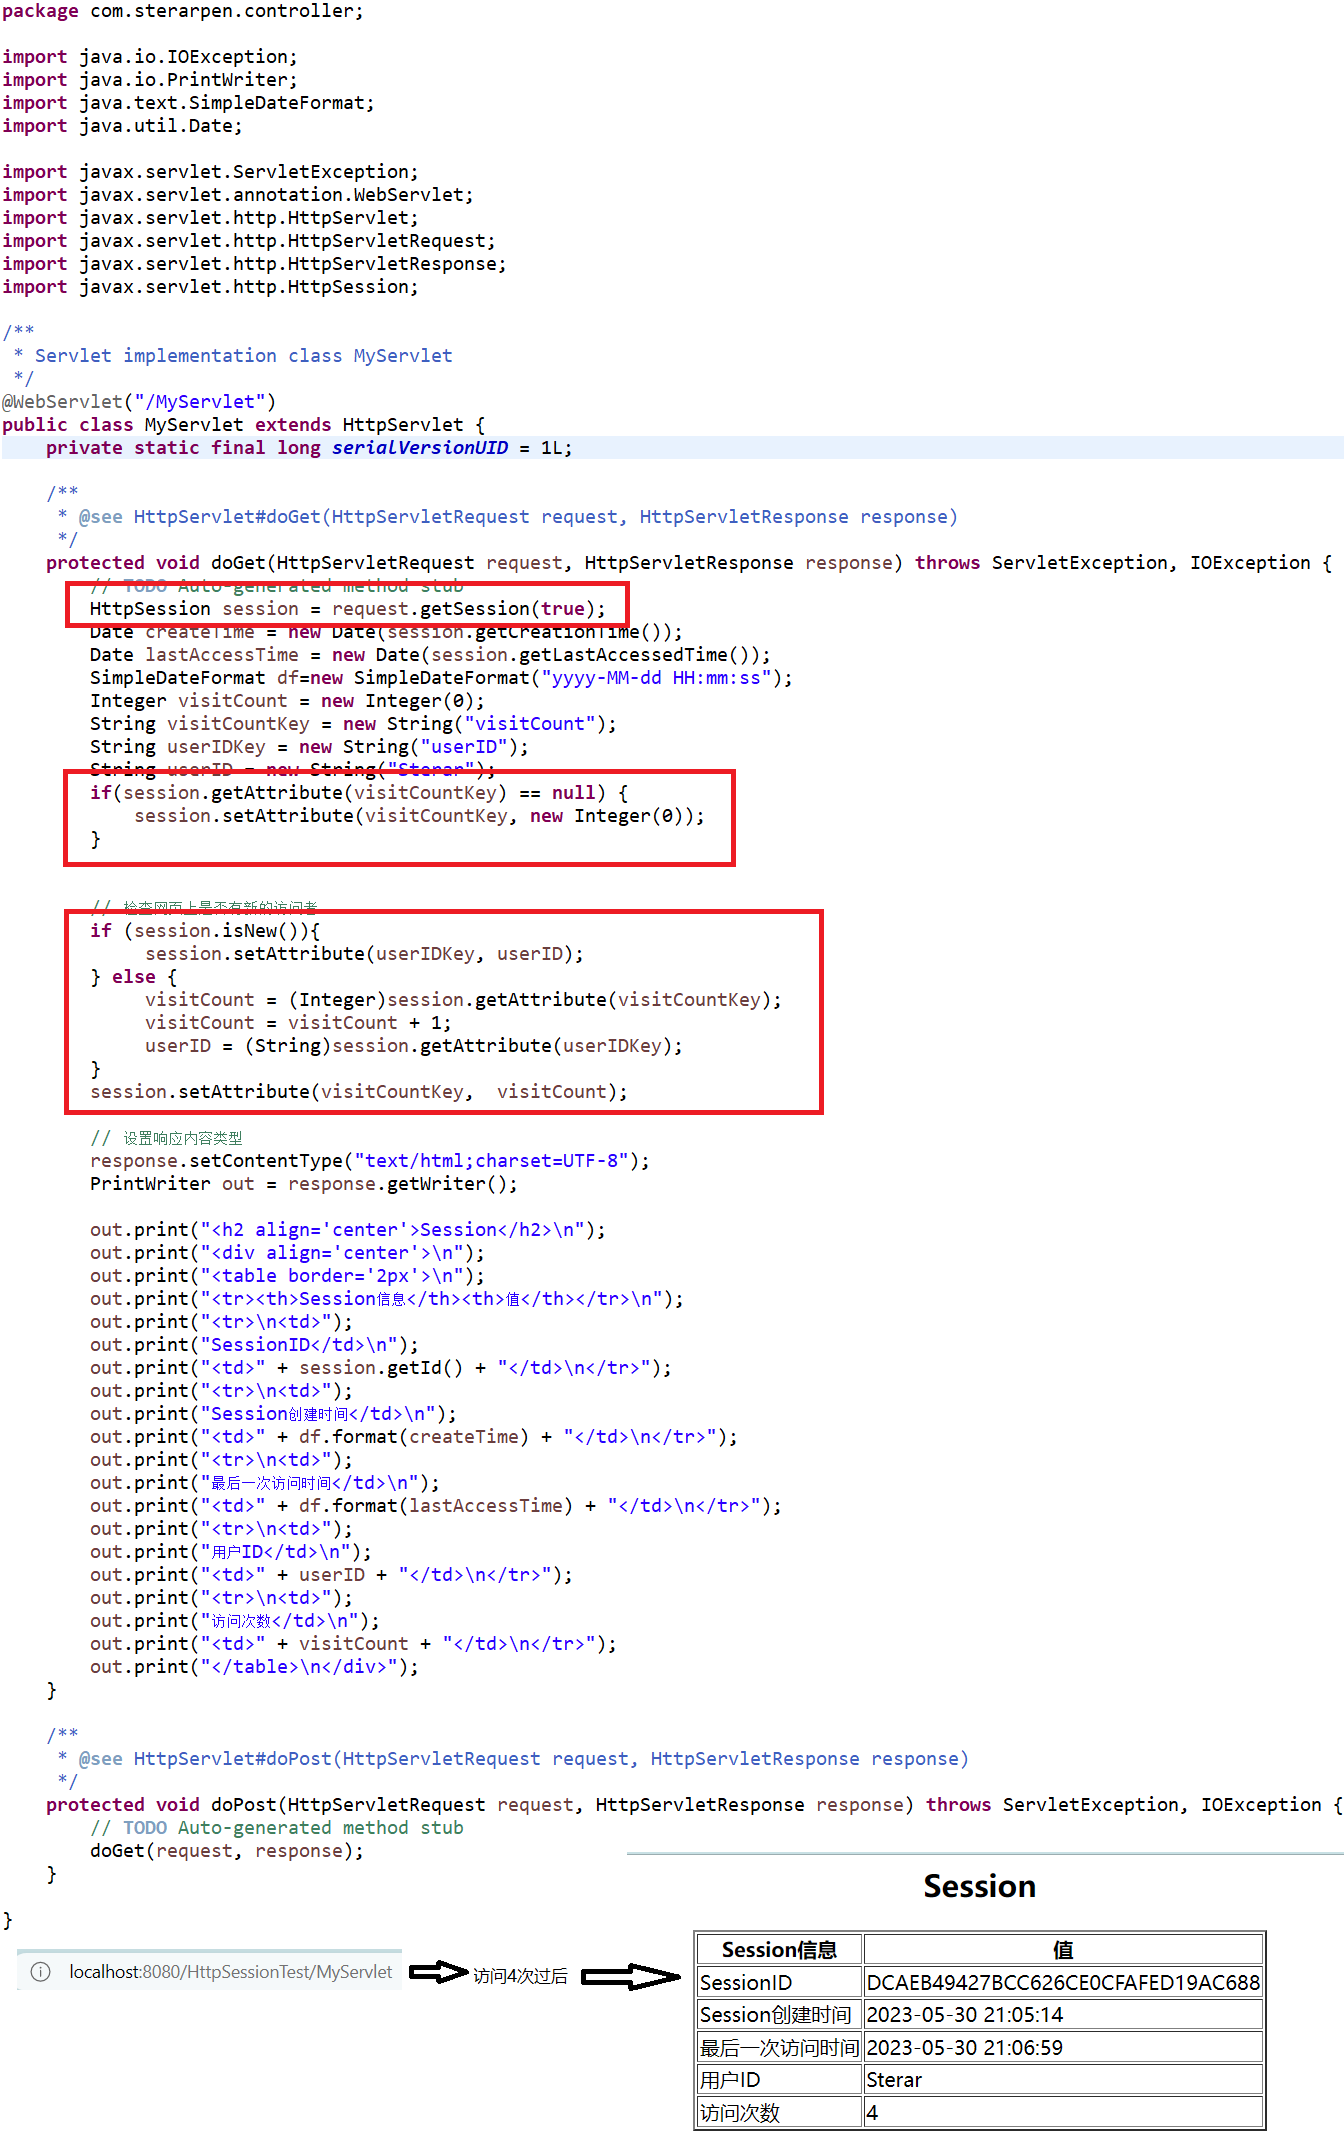 package com.sterarpen.controller;
import java.io.IOException;
import java.io.PrintWriter;
import java.text.SimpleDateFormat;
import java.util.Date;
import javax.servlet.ServletException;
import javax.servlet.annotation.WebServlet;
import javax.servlet.http.HttpServlet;
import javax.servlet.http.HttpServletRequest;
import javax.servlet.http.HttpServletResponse;
import javax.servlet.http.HttpSession;
/**
 * Servlet implementation class MyServlet
 */
@WebServlet("/MyServlet")
public class MyServlet extends HttpServlet {
    private static final long serialVersionUID = 1L;
    /**
     * @see HttpServlet#doGet(HttpServletRequest request, HttpServletResponse response)
     */
    protected void doGet(HttpServletRequest request, HttpServletResponse response) throws ServletException, IOException {
        // TODO Auto-generated method stub
        HttpSession session = request.getSession(true);
        Date createTime = new Date(session.getCreationTime());
        Date lastAccessTime = new Date(session.getLastAccessedTime());
        SimpleDateFormat df=new SimpleDateFormat("yyyy-MM-dd HH:mm:ss");
        Integer visitCount = new Integer(0);
        String visitCountKey = new String("visitCount");
        String userIDKey = new String("userID");
        String userID = new String("Sterar");
        if(session.getAttribute(visitCountKey) == null) {
            session.setAttribute(visitCountKey, new Integer(0));
        }
        // 检查网页上是否有新的访问者
        if (session.isNew()){
             session.setAttribute(userIDKey, userID);
        } else {
             visitCount = (Integer)session.getAttribute(visitCountKey);
             visitCount = visitCount + 1;
             userID = (String)session.getAttribute(userIDKey);
        }
        session.setAttribute(visitCountKey,  visitCount);
        // 设置响应内容类型
        response.setContentType("text/html;charset=UTF-8");
        PrintWriter out = response.getWriter();
        out.print("<h2 align='center'>Session</h2>\n");
        out.print("<div align='center'>\n");
        out.print("<table border='2px'>\n");
        out.print("<tr><th>Session信息</th><th>值</th></tr>\n");
        out.print("<tr>\n<td>");
        out.print("SessionID</td>\n");
        out.print("<td>" + session.getId() + "</td>\n</tr>");
        out.print("<tr>\n<td>");
        out.print("Session创建时间</td>\n");
        out.print("<td>" + df.format(createTime) + "</td>\n</tr>");
        out.print("<tr>\n<td>");
        out.print("最后一次访问时间</td>\n");
        out.print("<td>" + df.format(lastAccessTime) + "</td>\n</tr>");
        out.print("<tr>\n<td>");
        out.print("用户ID</td>\n");
        out.print("<td>" + userID + "</td>\n</tr>");
        out.print("<tr>\n<td>");
        out.print("访问次数</td>\n");
        out.print("<td>" + visitCount + "</td>\n</tr>");
        out.print("</table>\n</div>");
    }
    /**
     * @see HttpServlet#doPost(HttpServletRequest request, HttpServletResponse response)
     */
    protected void doPost(HttpServletRequest request, HttpServletResponse response) throws ServletException, IOException {
        // TODO Auto-generated method stub
        doGet(request, response);
    }
}
localhost:8080/HttpSessionTest/MyServlet
访问4次过后
Session
Session信息 值
SessionID DCAEB49427BCC626CE0CFAFED19AC688
Session创建时间 2023-05-30 21:05:14
最后一次访问时间 2023-05-30 21:06:59
用户ID Sterar
访问次数 4